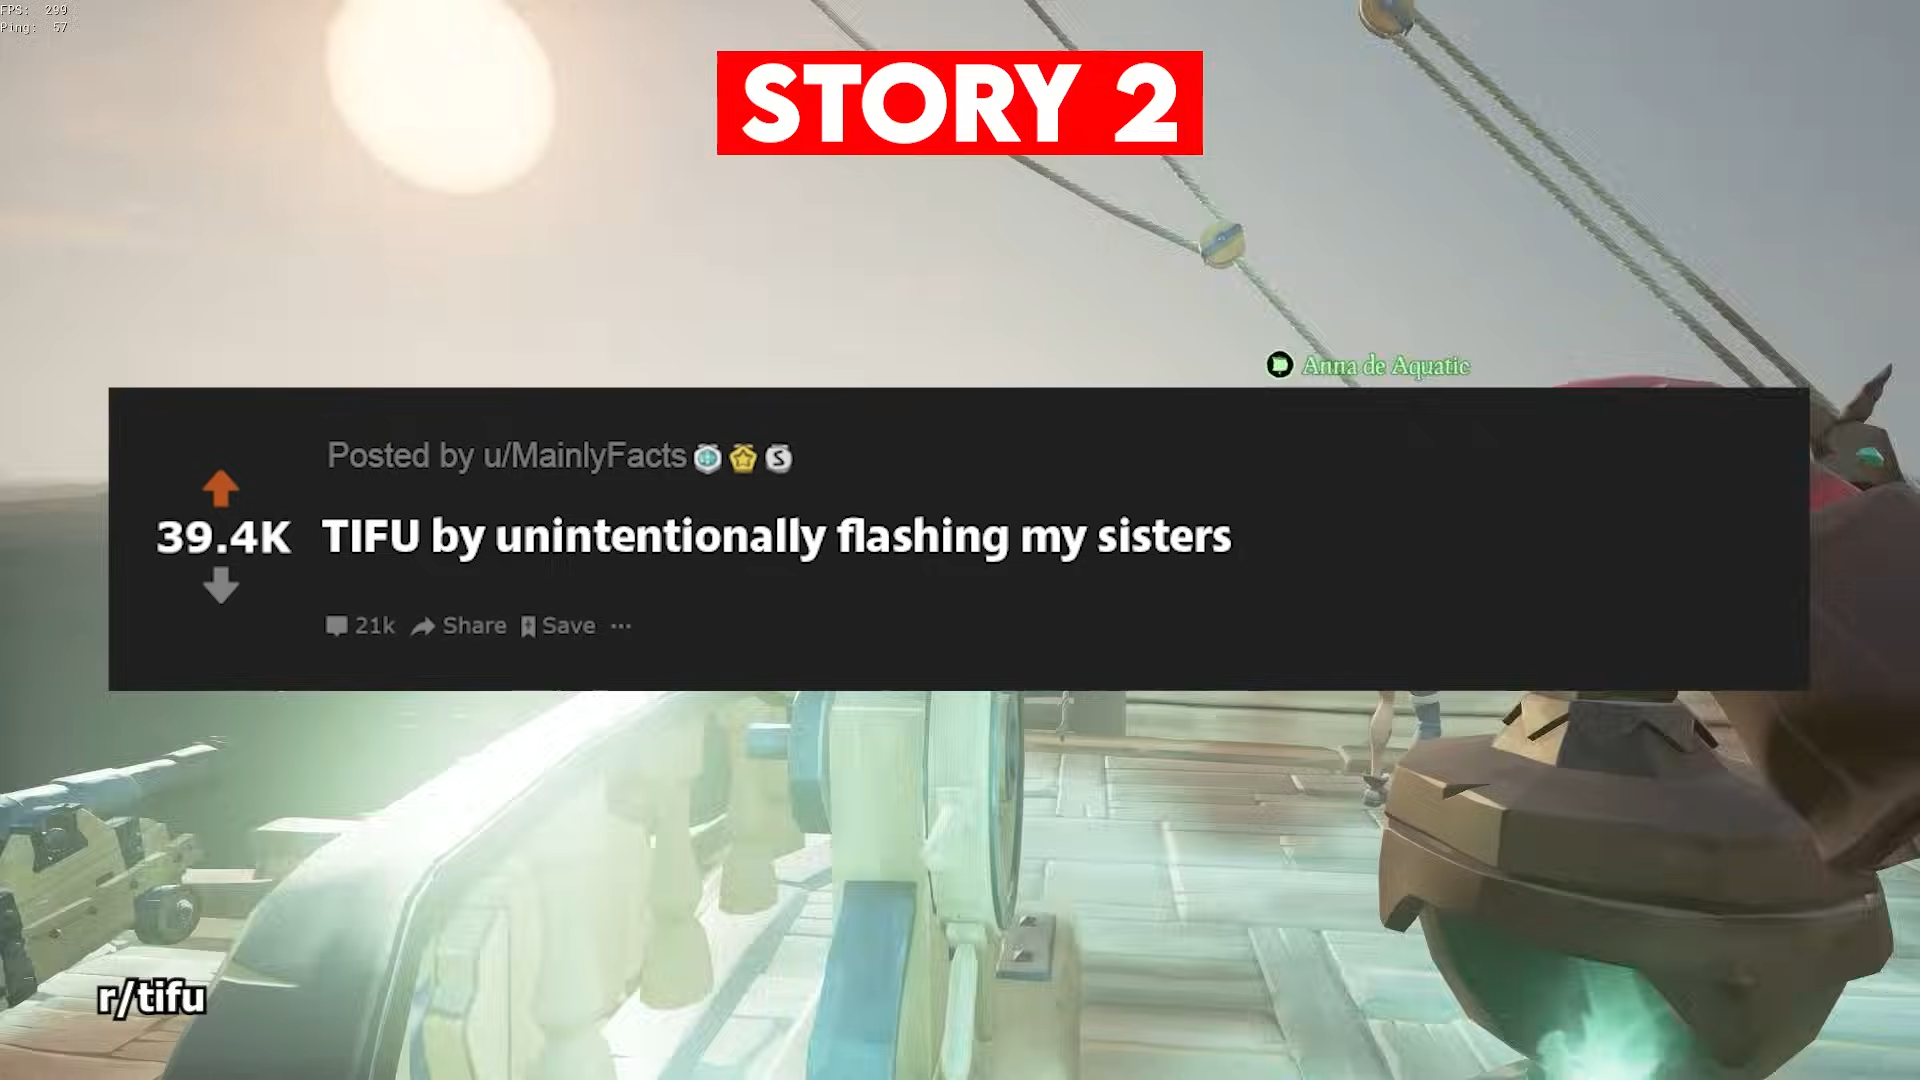 FPS: 299
Ping: 57
STORY 2
Anna de Aquatic
Posted by u/MainlyFacts
39.4K
TIFU by unintentionally flashing my sisters
21k Share Save ...
r/tifu